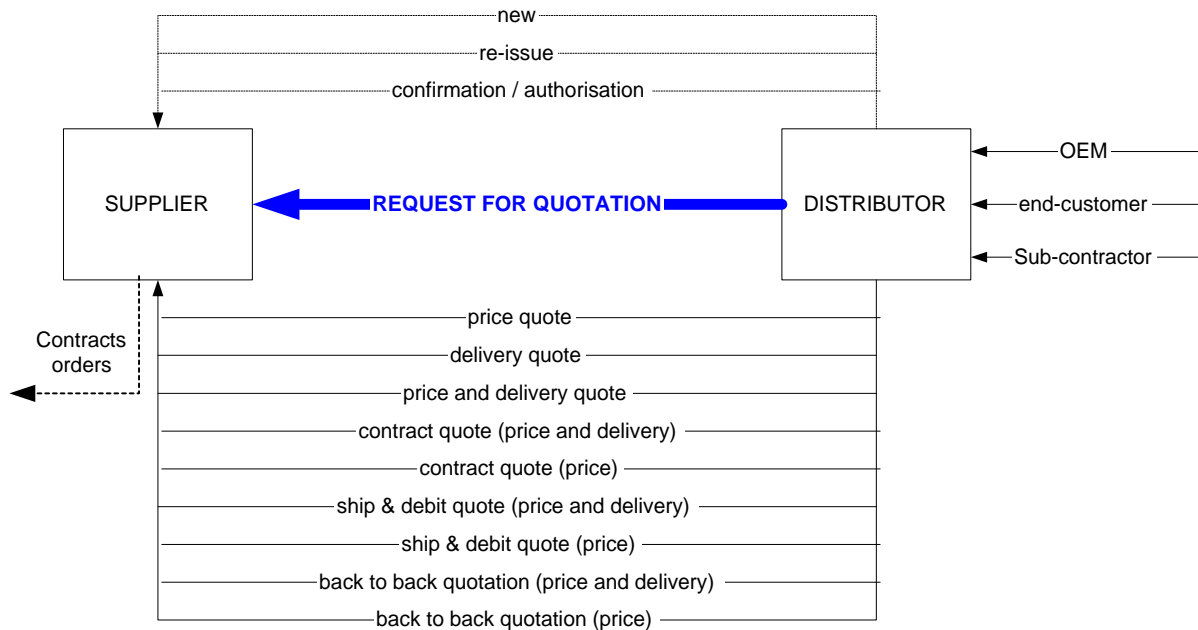 new
re-issue
confirmation / authorisation
SUPPLIER
REQUEST FOR QUOTATION
DISTRIBUTOR
OEM
end-customer
Sub-contractor
Contracts
orders
price quote
delivery quote
price and delivery quote
contract quote (price and delivery)
contract quote (price)
ship & debit quote (price and delivery)
ship & debit quote (price)
back to back quotation (price and delivery)
back to back quotation (price)